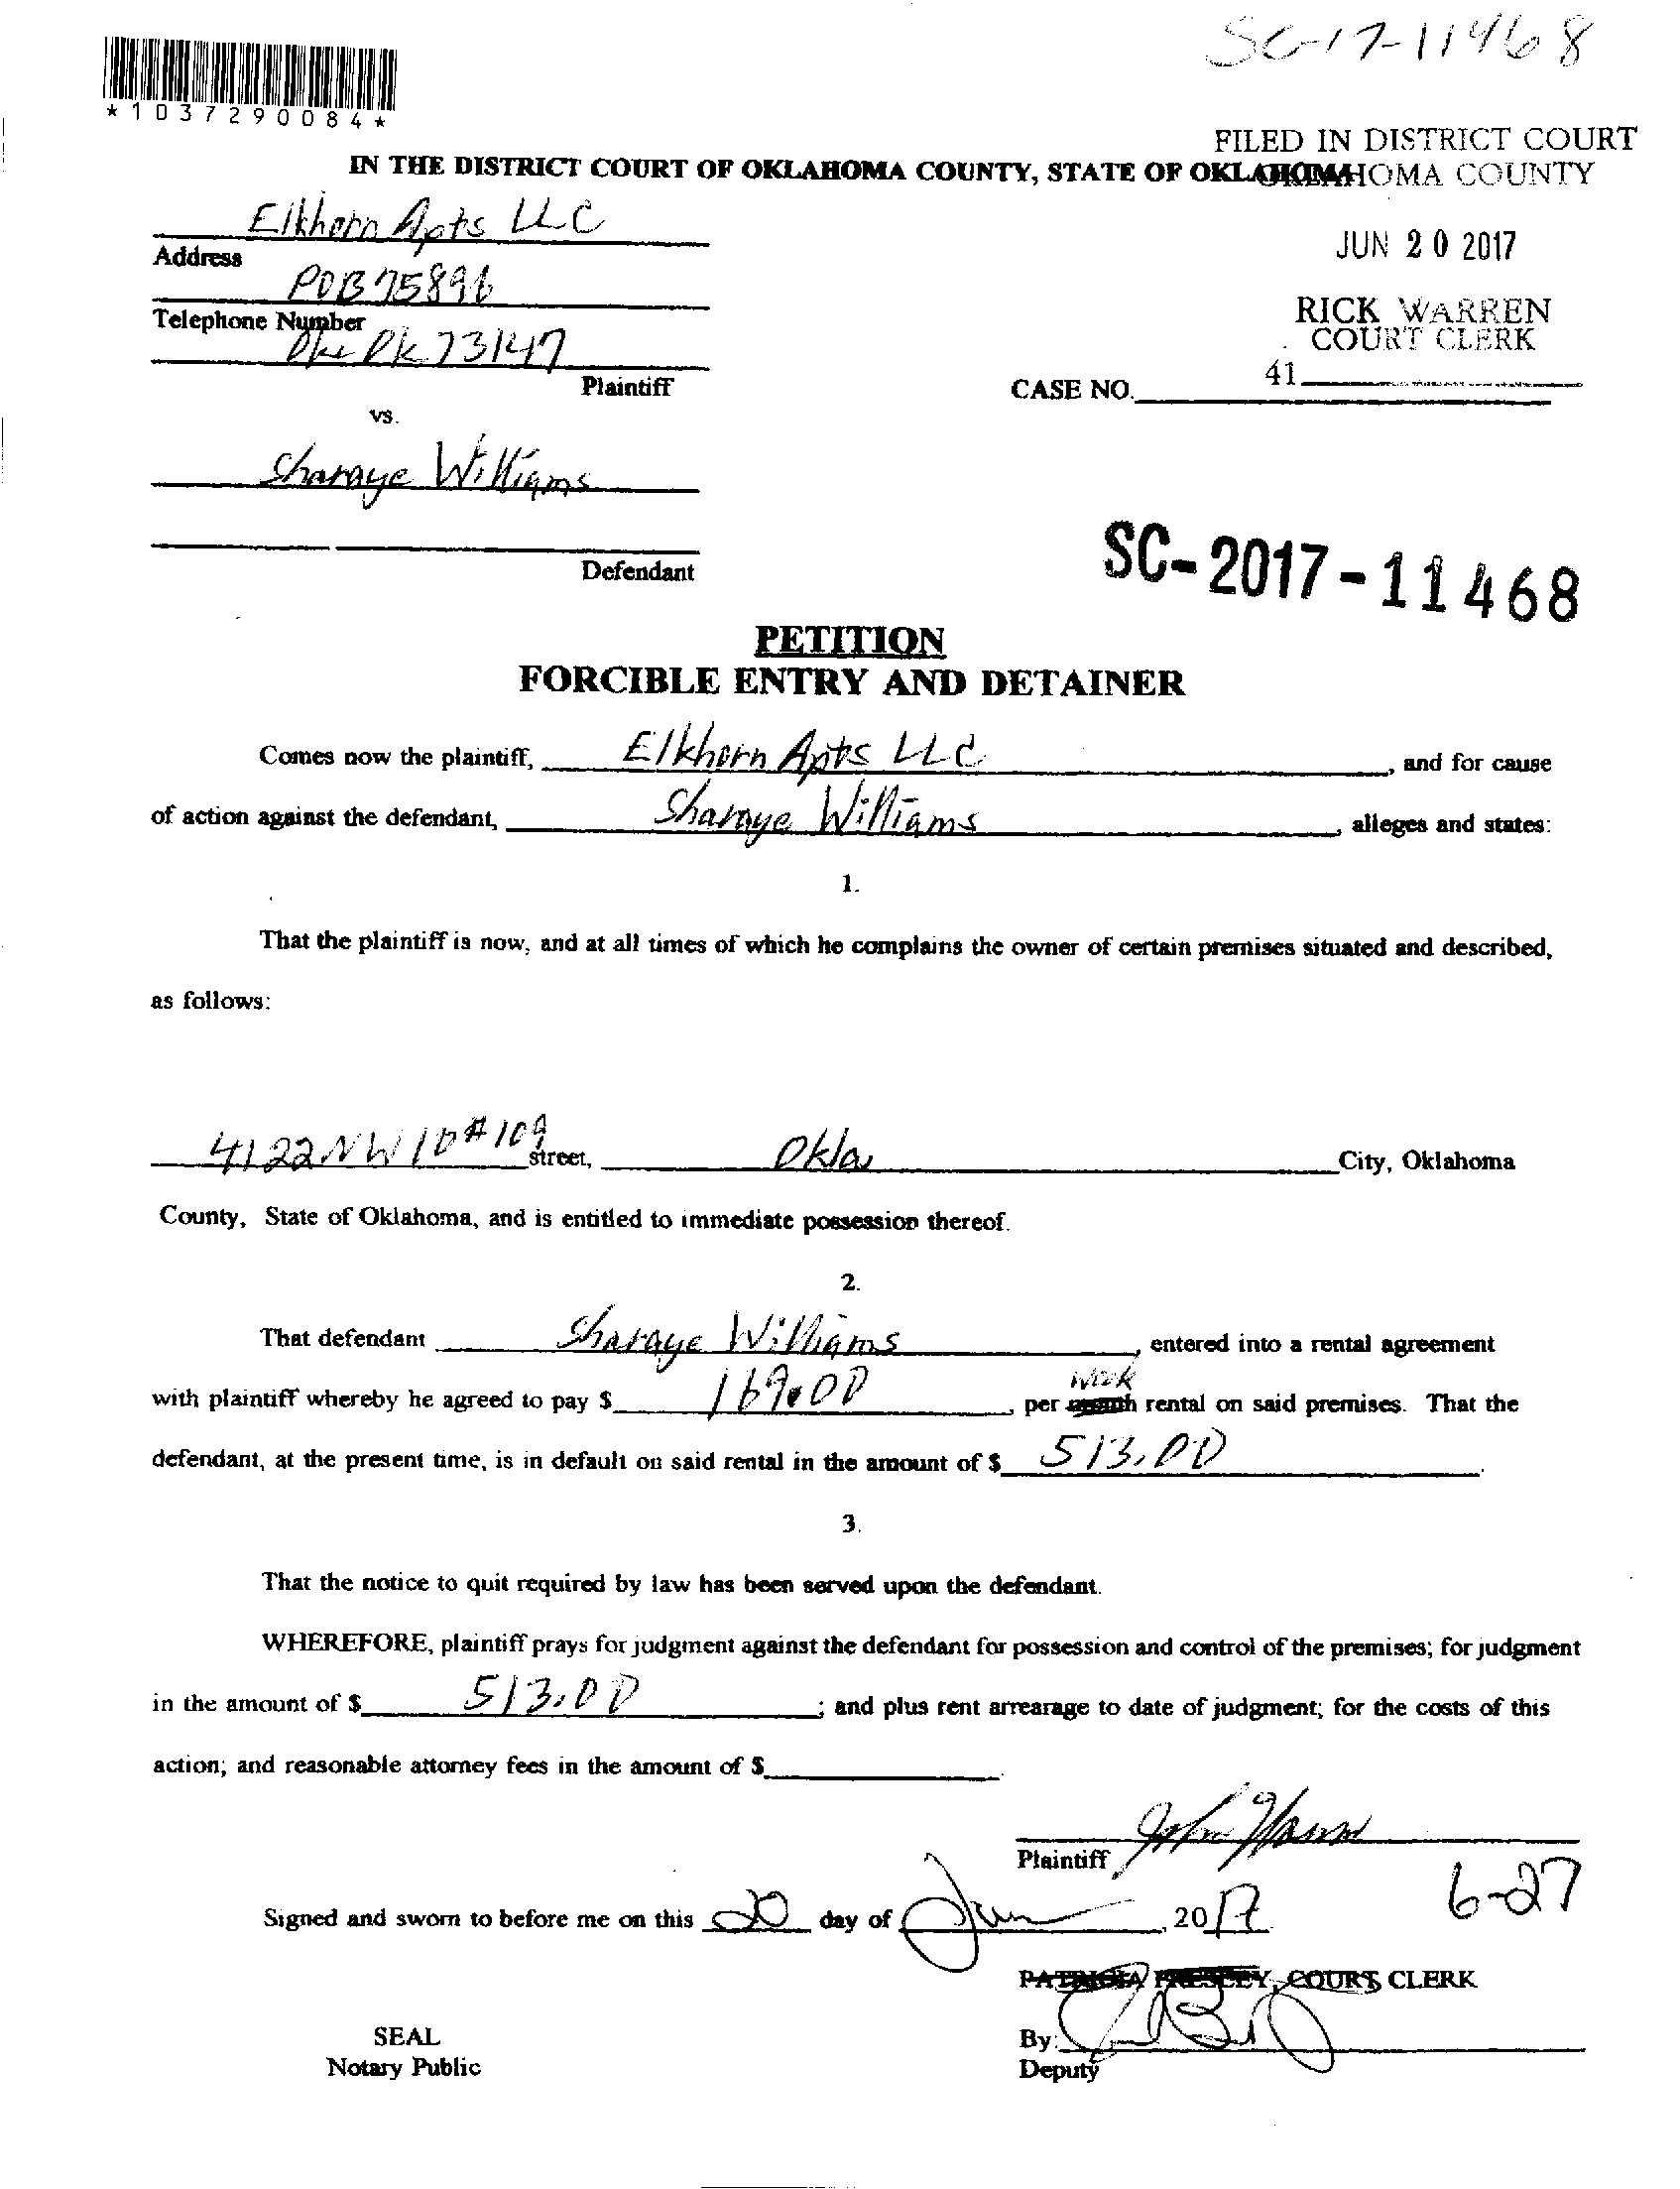 SC-17-11468
*1037290084*
FILED IN DISTRICT COURT
IN THE DISTRICT COURT OF OKLAHOMA COUNTY, STATE OF OKLAHOMA
OKLAHOMA COUNTY
Elkhorn Apts LLC
JUN 20 2017
Address
POB 75896
RICK WARREN
COURT CLERK
Telephone Number
Ok 73147
41
Plaintiff
CASE NO.
vs.
Sharaye Williams
Defendant
SC-2017-11468
PETITION
FORCIBLE ENTRY AND DETAINER
Comes now the plaintiff, Elkhorn Apts LLC, and for cause
of action against the defendant, Sharaye Williams, alleges and states:
1.
That the plaintiff is now, and at all times of which he complains the owner of certain premises situated and described,
as follows:
4122 NW 10 #109 street, Okla City, Oklahoma
County, State of Oklahoma, and is entitled to immediate possession thereof.
2.
That defendant Sharaye Williams, entered into a rental agreement
with plaintiff whereby he agreed to pay $ 169.00, per month week rental on said premises. That the
defendant, at the present time, is in default on said rental in the amount of $ 513.00.
3.
That the notice to quit required by law has been served upon the defendant.
WHEREFORE, plaintiff prays for judgment against the defendant for possession and control of the premises; for judgment
in the amount of $ 513.00; and plus rent arrearage to date of judgment; for the costs of this
action; and reasonable attorney fees in the amount of $
Plaintiff
6-27
Signed and sworn to before me on this 20 day of Jun, 2017
PATRICIA PRESLEY, COURT CLERK
SEAL
By:
Notary Public
Deputy